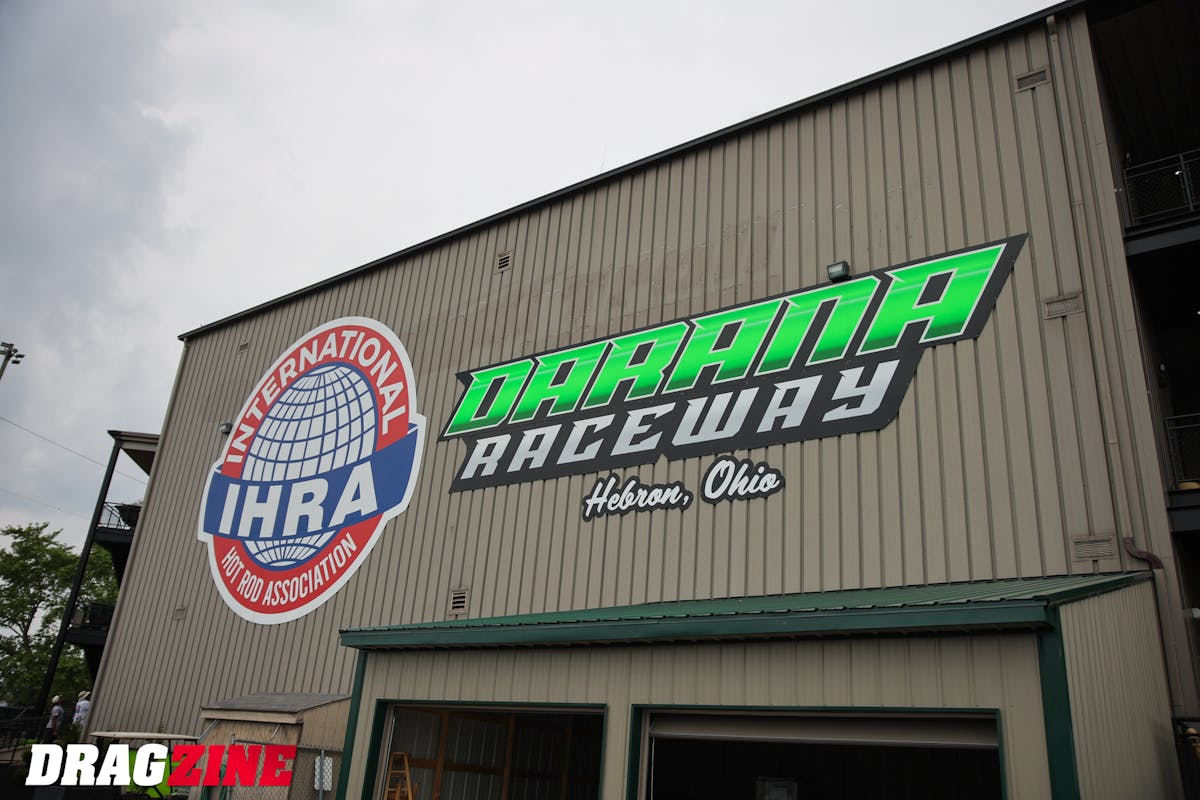 INTERNATIONAL
IHRA
HOT ROD ASSOCIATION
DARANA
RACEWAY
Hebron, Ohio
DRAGZINE